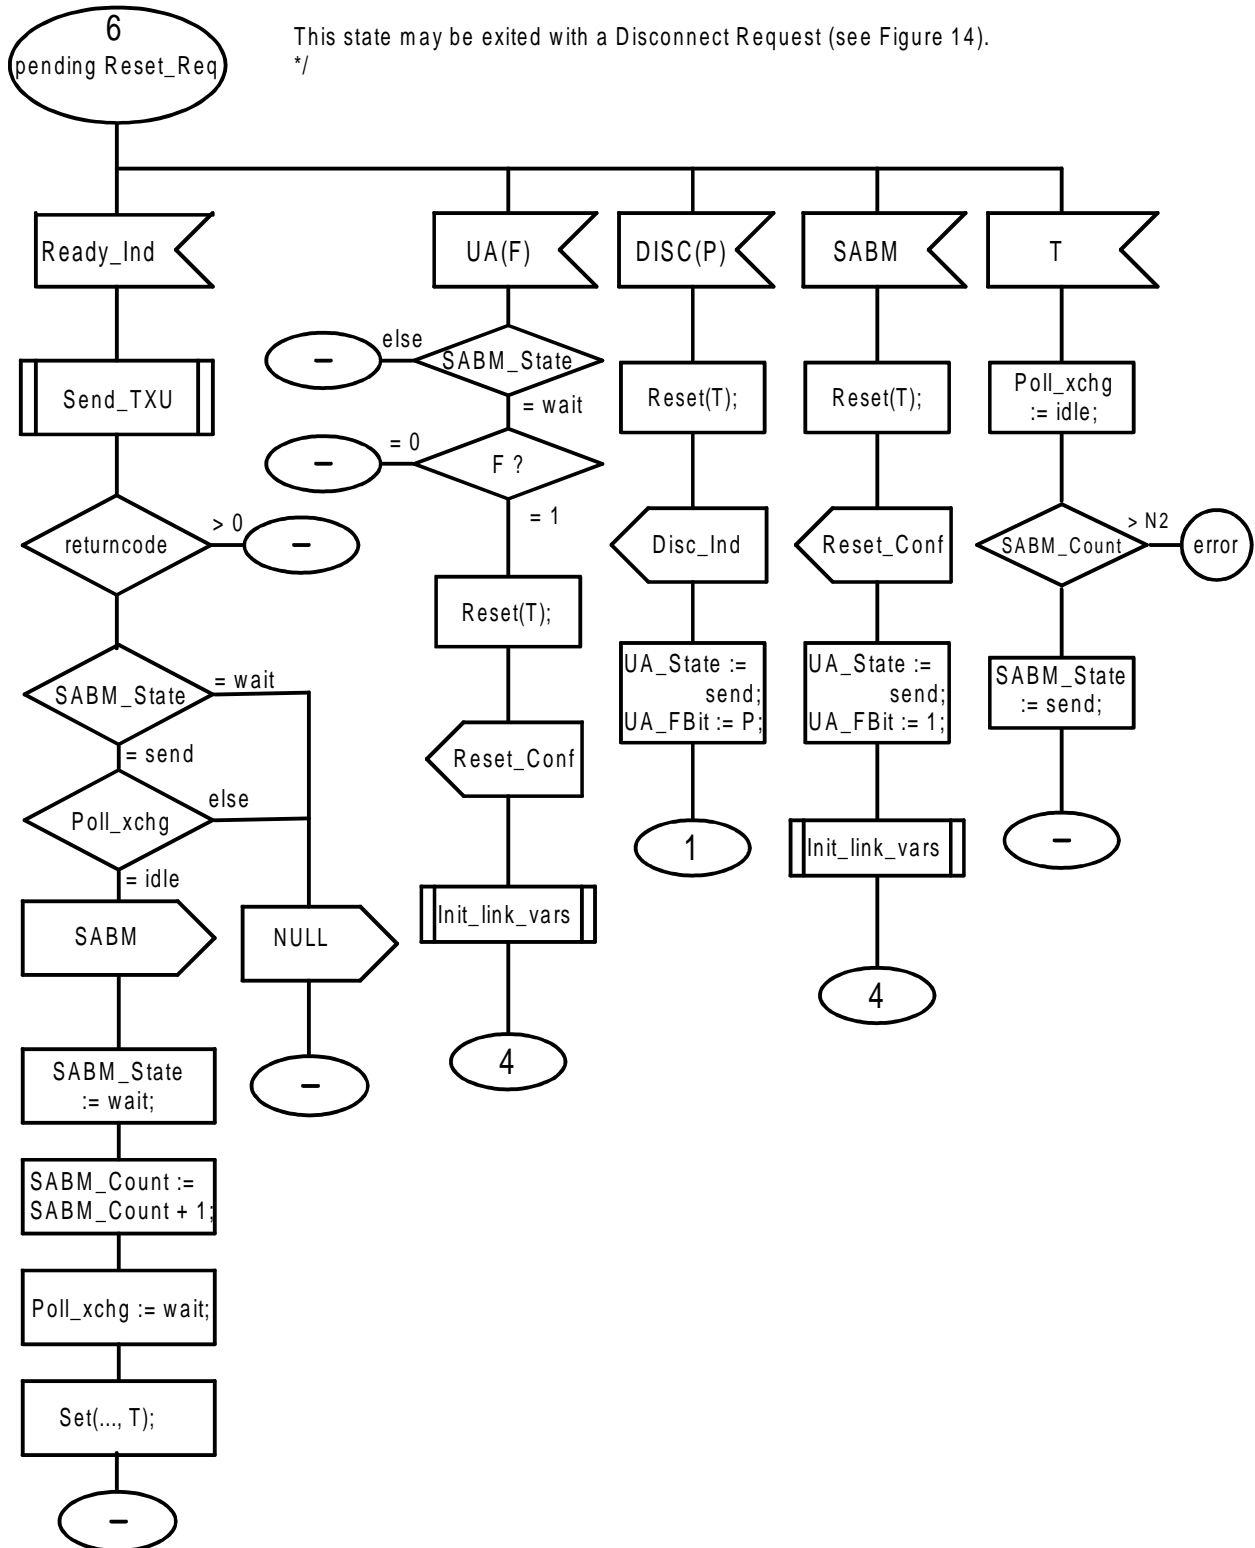 6
pending Reset_Req
This state may be exited with a Disconnect Request (see Figure 14).
*/
Ready_Ind
Send_TXU
returncode
> 0
–
SABM_State
= wait
= send
Poll_xchg
else
= idle
SABM
NULL
–
SABM_State
:= wait;
SABM_Count :=
SABM_Count + 1;
Poll_xchg := wait;
Set(..., T);
–
UA(F)
SABM_State
else
–
= wait
F ?
= 0
–
= 1
Reset(T);
Reset_Conf
Init_link_vars
4
DISC(P)
Reset(T);
Disc_Ind
UA_State :=
send;
UA_FBit := P;
1
SABM
Reset(T);
Reset_Conf
UA_State :=
send;
UA_FBit := 1;
Init_link_vars
4
T
Poll_xchg
:= idle;
SABM_Count
> N2
error
SABM_State
:= send;
–